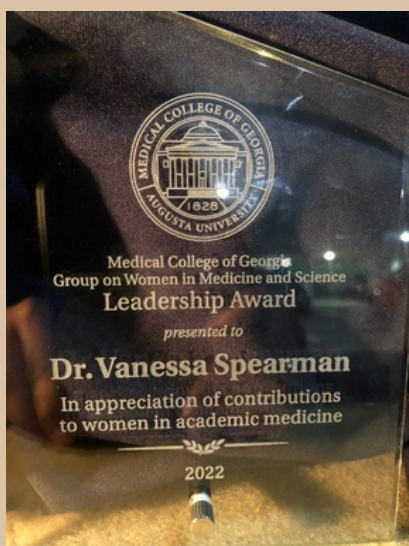 MEDICAL COLLEGE OF GEORGIA
1828
AUGUSTA UNIVERSITY
Medical College of Georgia
Group on Women in Medicine and Science
Leadership Award
presented to
Dr. Vanessa Spearman
In appreciation of contributions
to women in academic medicine
2022